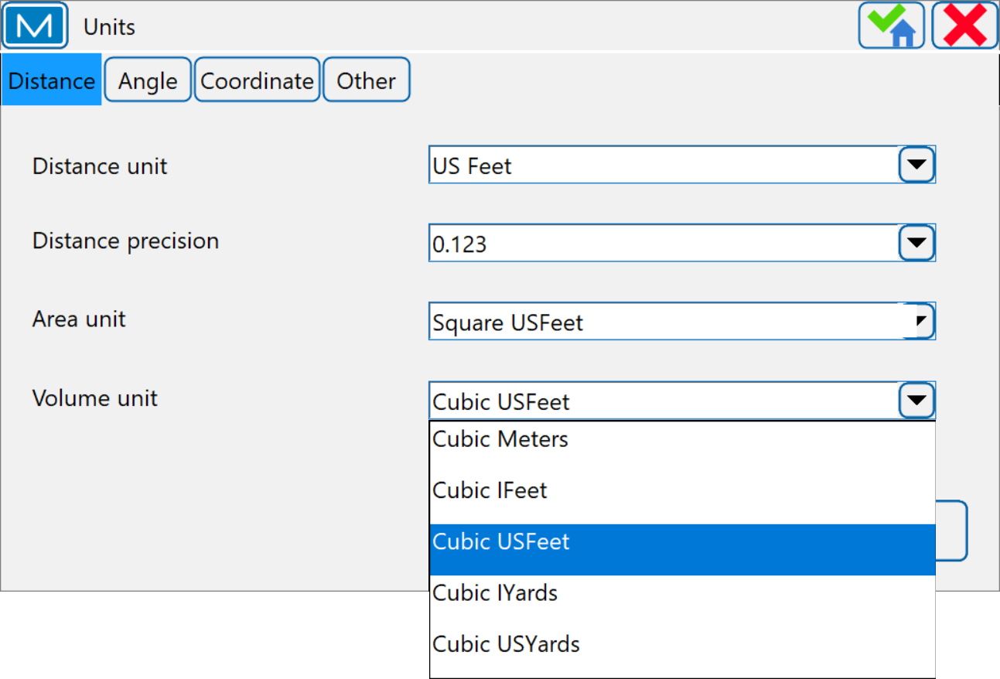 Units
Distance Angle Coordinate Other
Distance unit US Feet
Distance precision 0.123
Area unit Square USFeet
Volume unit Cubic USFeet
Cubic Meters
Cubic IFeet
Cubic USFeet
Cubic IYards
Cubic USYards